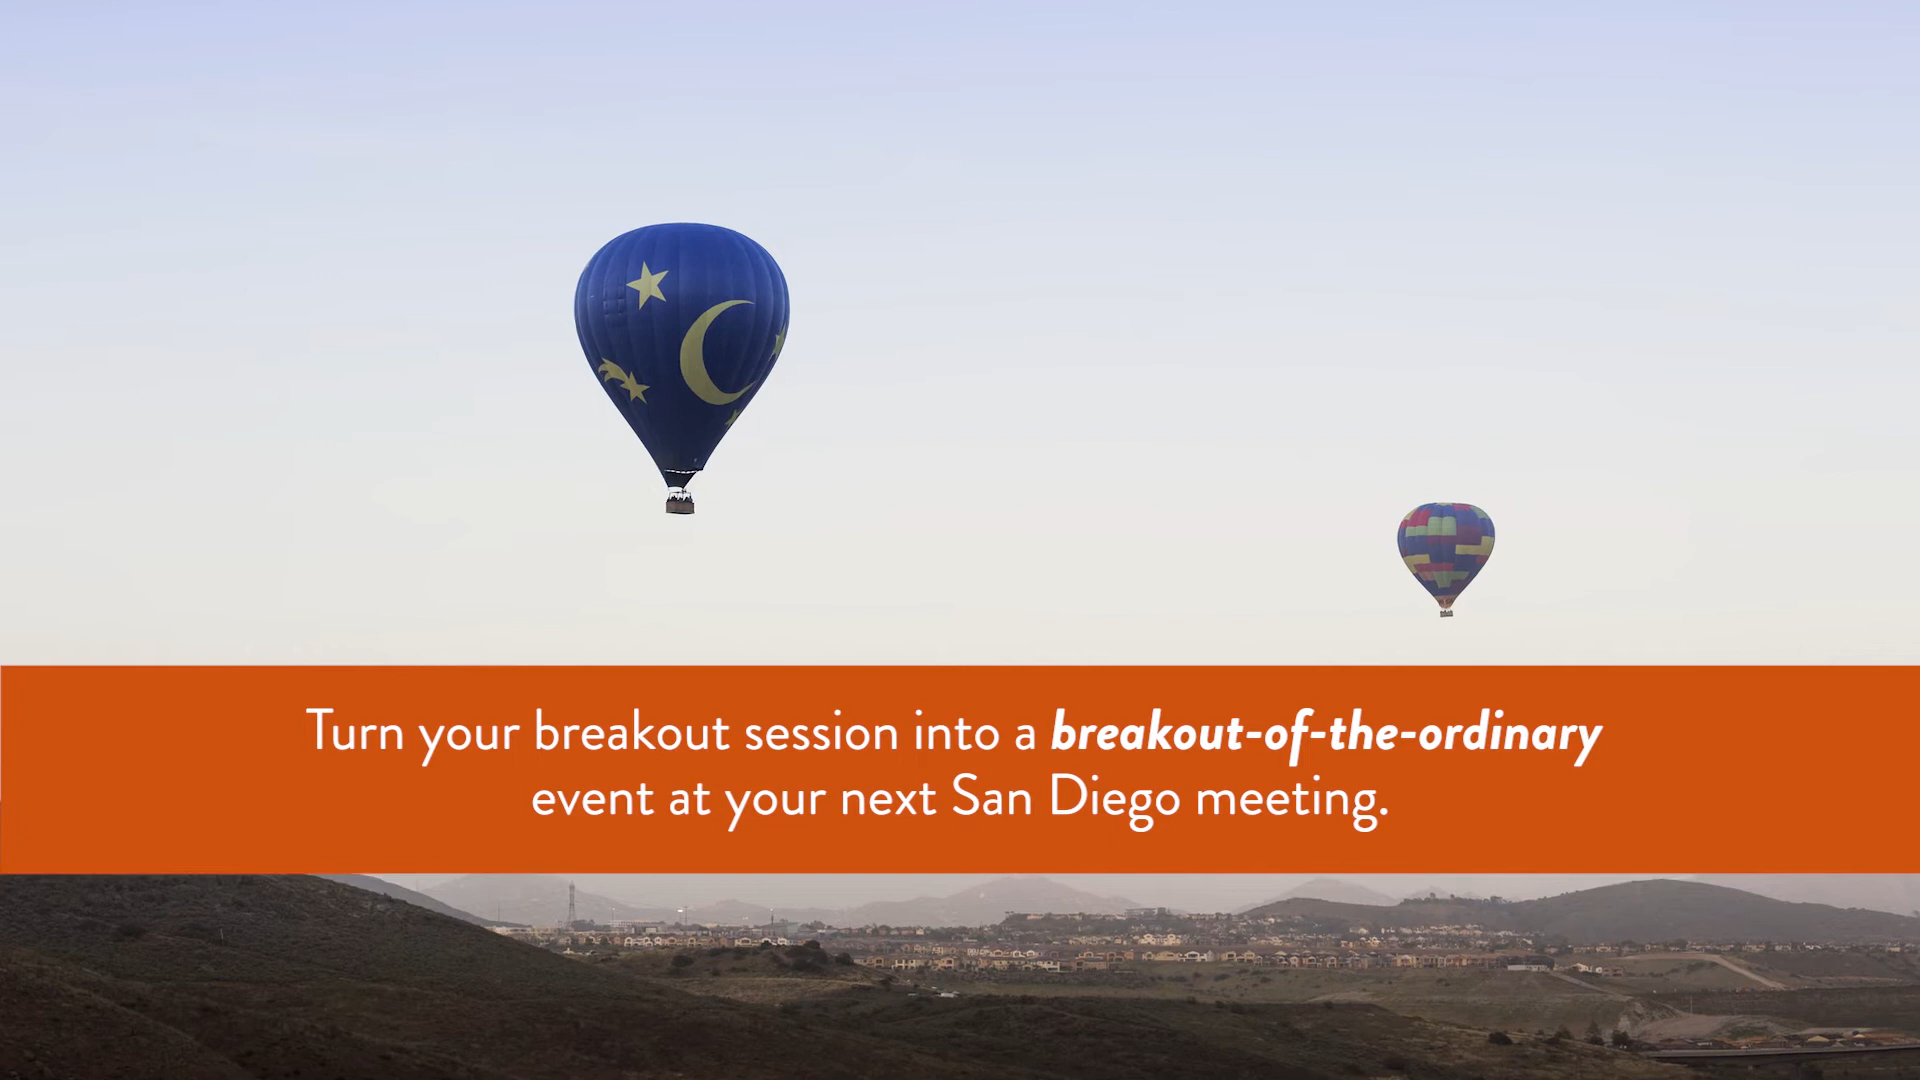 Turn your breakout session into a breakout-of-the-ordinary
event at your next San Diego meeting.